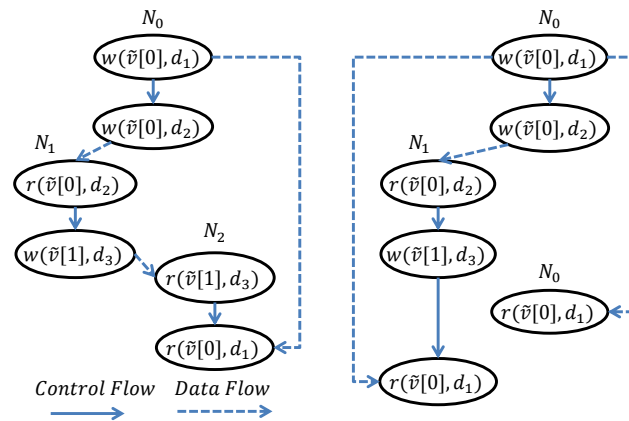 N₀
w(ṽ[0], d₁)
w(ṽ[0], d₂)
N₁
r(ṽ[0], d₂)
w(ṽ[1], d₃)
N₂
r(ṽ[1], d₃)
r(ṽ[0], d₁)
N₀
w(ṽ[0], d₁)
w(ṽ[0], d₂)
N₁
r(ṽ[0], d₂)
w(ṽ[1], d₃)
N₀
r(ṽ[0], d₁)
r(ṽ[0], d₁)
Control Flow Data Flow